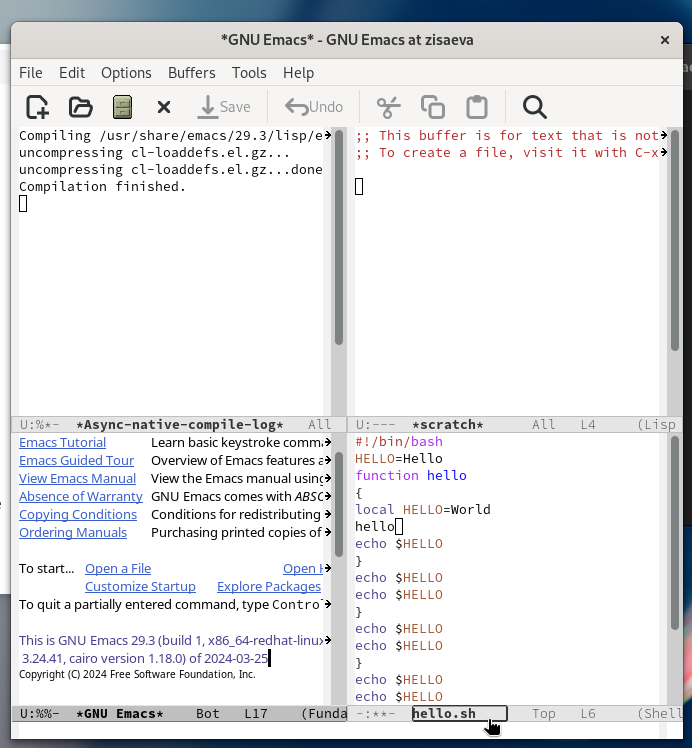 *GNU Emacs* - GNU Emacs at zisaeva
File Edit Options Buffers Tools Help
Save Undo
Compiling /usr/share/emacs/29.3/lisp/e
uncompressing cl-loaddefs.el.gz...
uncompressing cl-loaddefs.el.gz...done
Compilation finished.
U:%*- *Async-native-compile-log* All
;; This buffer is for text that is not
;; To create a file, visit it with C-x
U:--- *scratch* All L4 (Lisp
Emacs Tutorial Learn basic keystroke comma
Emacs Guided Tour Overview of Emacs features a
View Emacs Manual View the Emacs manual using
Absence of Warranty GNU Emacs comes with ABSO
Copying Conditions Conditions for redistributing
Ordering Manuals Purchasing printed copies of
To start... Open a File Open H
Customize Startup Explore Packages
To quit a partially entered command, type Control
This is GNU Emacs 29.3 (build 1, x86_64-redhat-linux
3.24.41, cairo version 1.18.0) of 2024-03-25
Copyright (C) 2024 Free Software Foundation, Inc.
U:%%- *GNU Emacs* Bot L17 (Funda
#!/bin/bash
HELLO=Hello
function hello
{
local HELLO=World
hello
echo $HELLO
}
echo $HELLO
echo $HELLO
}
echo $HELLO
echo $HELLO
}
echo $HELLO
echo $HELLO
-:**- hello.sh Top L6 (Shell